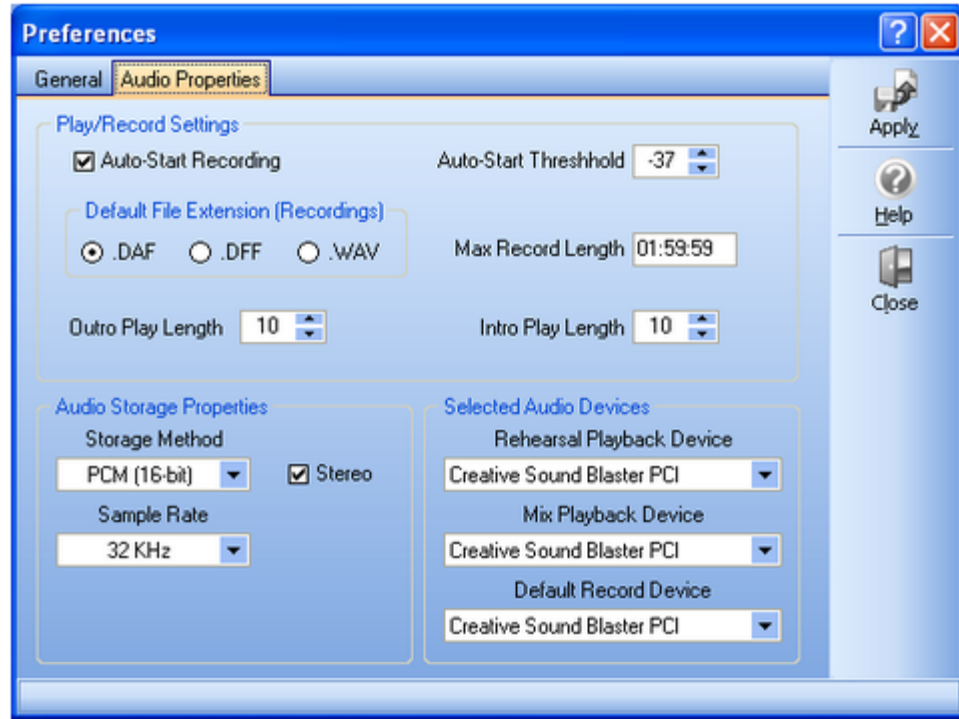 Preferences
General Audio Properties
Play/Record Settings
Auto-Start Recording
Auto-Start Threshhold -37
Default File Extension (Recordings)
.DAF .DFF .WAV
Max Record Length 01:59:59
Outro Play Length 10
Intro Play Length 10
Audio Storage Properties
Storage Method
PCM (16-bit)
Stereo
Sample Rate
32 KHz
Selected Audio Devices
Rehearsal Playback Device
Creative Sound Blaster PCI
Mix Playback Device
Creative Sound Blaster PCI
Default Record Device
Creative Sound Blaster PCI
Apply
Help
Close